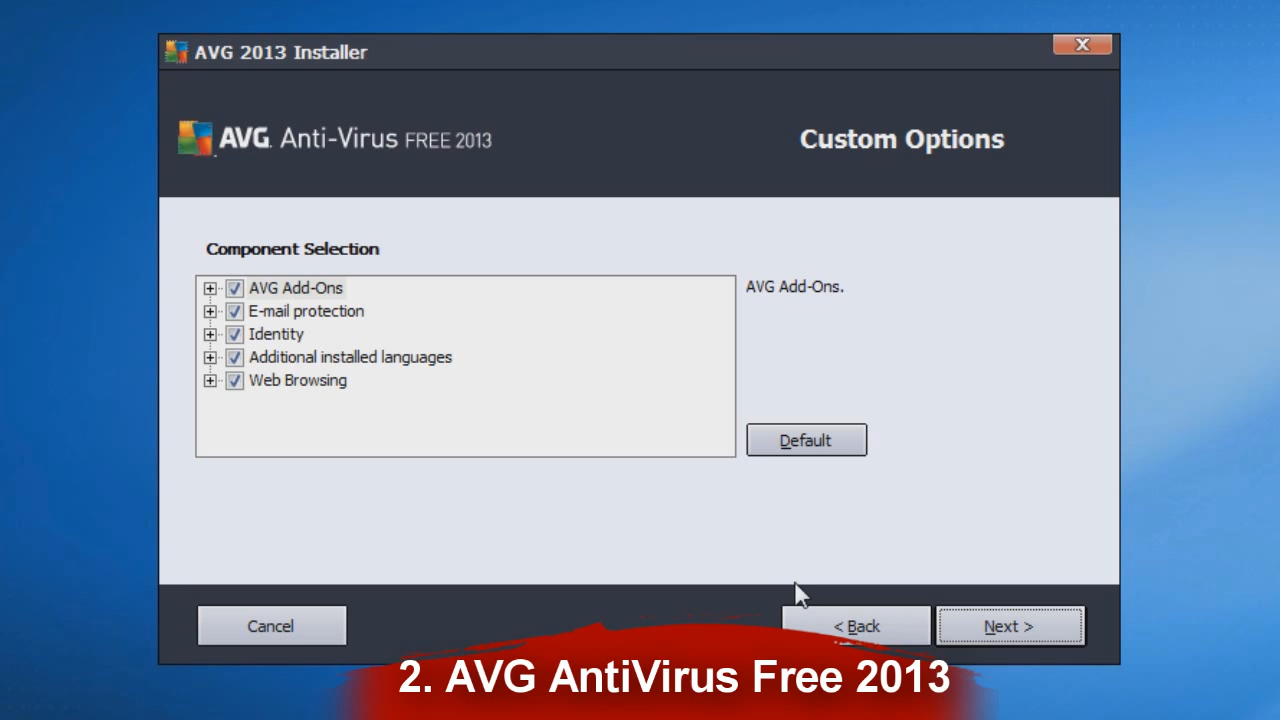 AVG 2013 Installer
AVG. Anti-Virus FREE 2013
Custom Options
Component Selection
AVG Add-Ons
E-mail protection
Identity
Additional installed languages
Web Browsing
AVG Add-Ons.
Default
Cancel
< Back
Next >
2. AVG AntiVirus Free 2013